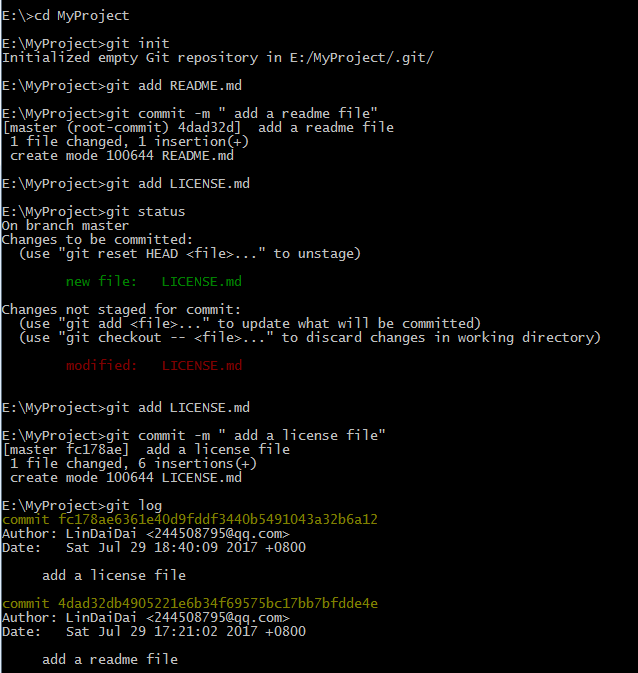 E:\>cd MyProject
E:\MyProject>git init
Initialized empty Git repository in E:/MyProject/.git/
E:\MyProject>git add README.md
E:\MyProject>git commit -m " add a readme file"
[master (root-commit) 4dad32d]  add a readme file
 1 file changed, 1 insertion(+)
 create mode 100644 README.md
E:\MyProject>git add LICENSE.md
E:\MyProject>git status
On branch master
Changes to be committed:
  (use "git reset HEAD <file>..." to unstage)
        new file:   LICENSE.md
Changes not staged for commit:
  (use "git add <file>..." to update what will be committed)
  (use "git checkout -- <file>..." to discard changes in working directory)
        modified:   LICENSE.md
E:\MyProject>git add LICENSE.md
E:\MyProject>git commit -m " add a license file"
[master fc178ae]  add a license file
 1 file changed, 6 insertions(+)
 create mode 100644 LICENSE.md
E:\MyProject>git log
commit fc178ae6361e40d9fddf3440b5491043a32b6a12
Author: LinDaiDai <244508795@qq.com>
Date:   Sat Jul 29 18:40:09 2017 +0800
     add a license file
commit 4dad32db4905221e6b34f69575bc17bb7bfdde4e
Author: LinDaiDai <244508795@qq.com>
Date:   Sat Jul 29 17:21:02 2017 +0800
     add a readme file